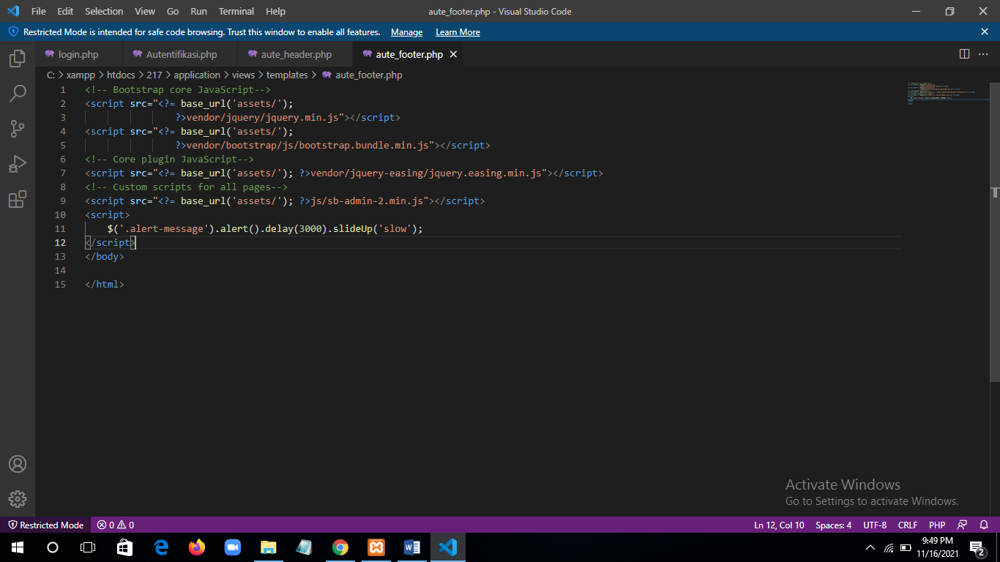 File Edit Selection View Go Run Terminal Help aute_footer.php - Visual Studio Code
Restricted Mode is intended for safe code browsing. Trust this window to enable all features. Manage Learn More
login.php Autentifikasi.php aute_header.php aute_footer.php
C: > xampp > htdocs > 217 > application > views > templates > aute_footer.php
1 <!-- Bootstrap core JavaScript-->
2 <script src="<?= base_url('assets/');
3 ?>vendor/jquery/jquery.min.js"></script>
4 <script src="<?= base_url('assets/');
5 ?>vendor/bootstrap/js/bootstrap.bundle.min.js"></script>
6 <!-- Core plugin JavaScript-->
7 <script src="<?= base_url('assets/'); ?>vendor/jquery-easing/jquery.easing.min.js"></script>
8 <!-- Custom scripts for all pages-->
9 <script src="<?= base_url('assets/'); ?>js/sb-admin-2.min.js"></script>
10 <script>
11 $('.alert-message').alert().delay(3000).slideUp('slow');
12 </script>
13 </body>
14
15 </html>
Activate Windows
Go to Settings to activate Windows.
Restricted Mode 0 0 Ln 12, Col 10 Spaces: 4 UTF-8 CRLF PHP
9:49 PM
11/16/2021
2